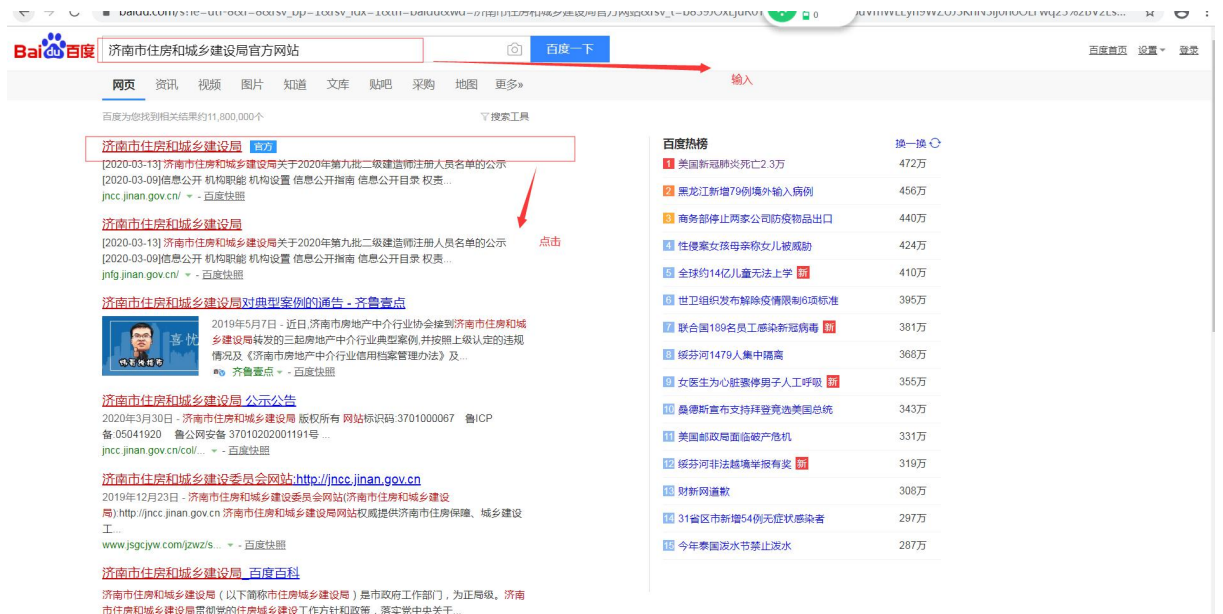 Bai du 百度
济南市住房和城乡建设局官方网站
百度一下
百度首页 设置 登录
输入
网页 资讯 视频 图片 知道 文库 贴吧 采购 地图 更多»
百度为您找到相关结果约11,800,000个
搜索工具
济南市住房和城乡建设局 官方
[2020-03-13] 济南市住房和城乡建设局关于2020年第九批二级建造师注册人员名单的公示
[2020-03-09]信息公开 机构职能 机构设置 信息公开指南 信息公开目录 权责...
jncc.jinan.gov.cn/ - 百度快照
点击
济南市住房和城乡建设局
[2020-03-13] 济南市住房和城乡建设局关于2020年第九批二级建造师注册人员名单的公示
[2020-03-09]信息公开 机构职能 机构设置 信息公开指南 信息公开目录 权责...
jnfg.jinan.gov.cn/ - 百度快照
济南市住房和城乡建设局对典型案例的通告 - 齐鲁壹点
2019年5月7日 - 近日,济南市房地产中介行业协会接到济南市住房和城
乡建设局转发的三起房地产中介行业典型案例,并按照上级认定的违规
情况及《济南市房地产中介行业信用档案管理办法》及...
齐鲁壹点 - 百度快照
济南市住房和城乡建设局 公示公告
2020年3月30日 - 济南市住房和城乡建设局 版权所有 网站标识码:3701000067 鲁ICP
备:05041920 鲁公网安备 37010202001191号 ...
jncc.jinan.gov.cn/col/... - 百度快照
济南市住房和城乡建设委员会网站:http://jncc.jinan.gov.cn
2019年12月23日 - 济南市住房和城乡建设委员会网站(济南市住房和城乡建设
局):http://jncc.jinan.gov.cn 济南市住房和城乡建设局网站权威提供济南市住房保障、城乡建设
工...
www.jsgcjyw.com/jzwz/s... - 百度快照
济南市住房和城乡建设局_百度百科
济南市住房和城乡建设局（以下简称市住房城乡建设局）是市政府工作部门，为正局级。济南
市住房和城乡建设局贯彻党的住房城乡建设工作方针和政策，落实党中央关于...
百度热榜 换一换
1 美国新冠肺炎死亡2.3万 472万
2 黑龙江新增79例境外输入病例 456万
3 商务部停止两家公司防疫物品出口 440万
4 性侵案女孩母亲称女儿被威胁 424万
5 全球约14亿儿童无法上学 新 410万
6 世卫组织发布解除疫情限制6项标准 395万
7 联合国189名员工感染新冠病毒 新 381万
8 绥芬河1479人集中隔离 368万
9 女医生为心脏骤停男子人工呼吸 新 355万
10 桑德斯宣布支持拜登竞选美国总统 343万
11 美国邮政局面临破产危机 331万
12 绥芬河非法越境举报有奖 新 319万
13 财新网道歉 308万
14 31省区市新增54例无症状感染者 297万
15 今年泰国泼水节禁止泼水 287万